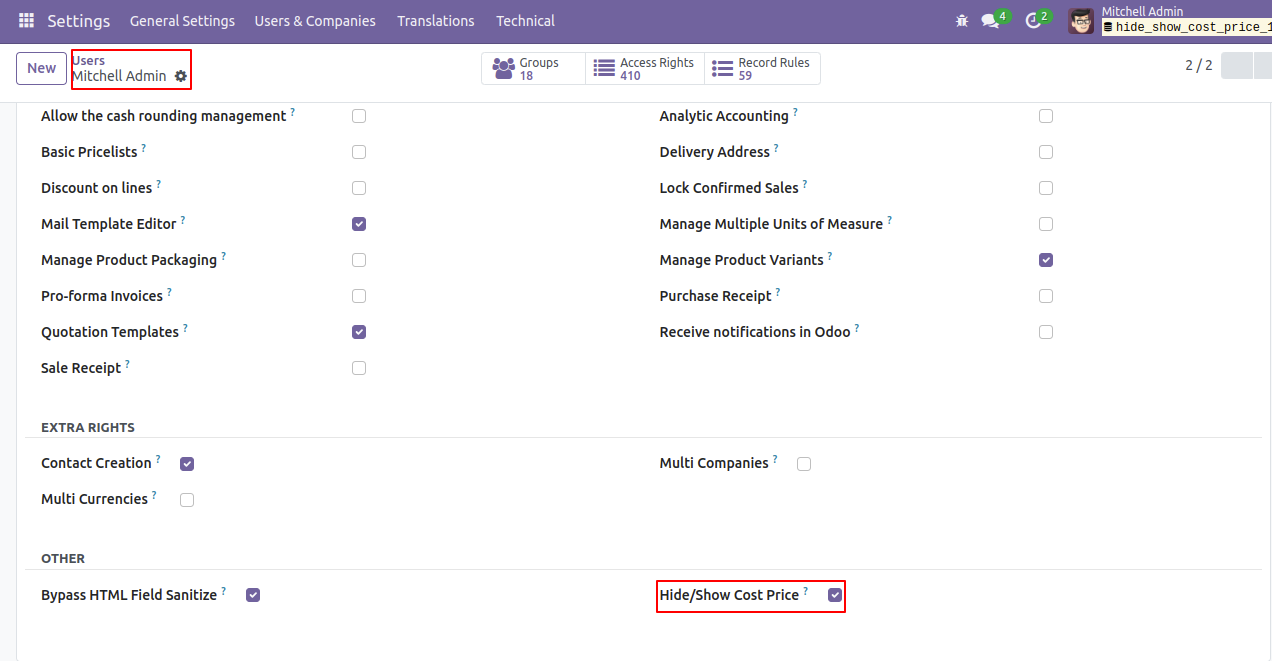 Settings General Settings Users & Companies Translations Technical 4 2 Mitchell Admin
hide_show_cost_price_1
New Users
Mitchell Admin
Groups
18
Access Rights
410
Record Rules
59
2 / 2
Allow the cash rounding management ? Analytic Accounting ?
Basic Pricelists ? Delivery Address ?
Discount on lines ? Lock Confirmed Sales ?
Mail Template Editor ? Manage Multiple Units of Measure ?
Manage Product Packaging ? Manage Product Variants ?
Pro-forma Invoices ? Purchase Receipt ?
Quotation Templates ? Receive notifications in Odoo ?
Sale Receipt ?
EXTRA RIGHTS
Contact Creation ? Multi Companies ?
Multi Currencies ?
OTHER
Bypass HTML Field Sanitize ? Hide/Show Cost Price ?